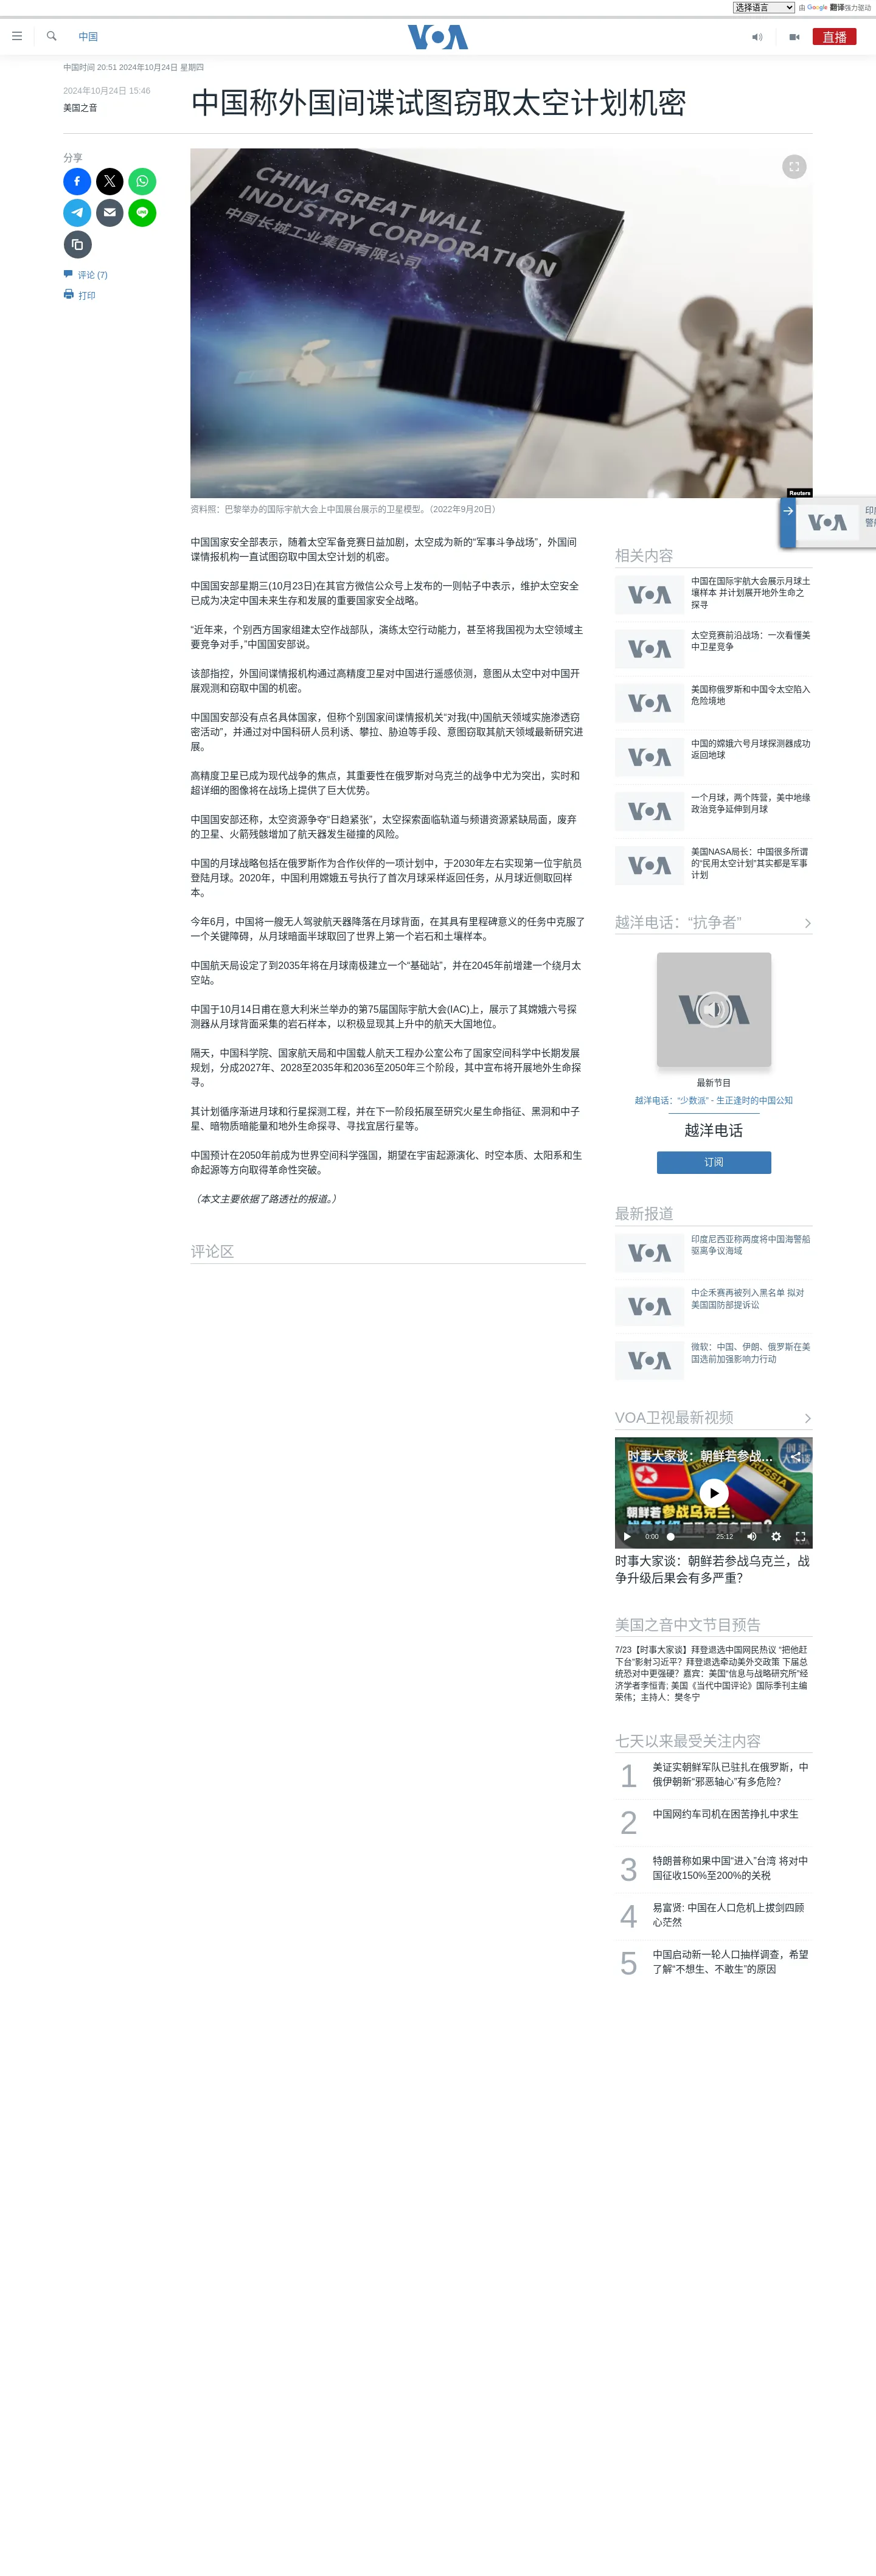 选择语言
由 Google 翻译强力驱动
中国
VOA
直播
中国时间 20:51 2024年10月24日 星期四
2024年10月24日 15:46
美国之音
中国称外国间谍试图窃取太空计划机密
分享
评论 (7)
打印
CHINA GREAT WALL
INDUSTRY CORPORATION
中国长城工业集团有限公司
Reuters
资料照：巴黎举办的国际宇航大会上中国展台展示的卫星模型。（2022年9月20日）
中国国家安全部表示，随着太空军备竞赛日益加剧，太空成为新的“军事斗争战场”，外国间
谍情报机构一直试图窃取中国太空计划的机密。
中国国安部星期三(10月23日)在其官方微信公众号上发布的一则帖子中表示，维护太空安全
已成为决定中国未来生存和发展的重要国家安全战略。
“近年来，个别西方国家组建太空作战部队，演练太空行动能力，甚至将我国视为太空领域主
要竞争对手，”中国国安部说。
该部指控，外国间谍情报机构通过高精度卫星对中国进行遥感侦测，意图从太空中对中国开
展观测和窃取中国的机密。
中国国安部没有点名具体国家，但称个别国家间谍情报机关“对我(中)国航天领域实施渗透窃
密活动”，并通过对中国科研人员利诱、攀拉、胁迫等手段、意图窃取其航天领域最新研究进
展。
高精度卫星已成为现代战争的焦点，其重要性在俄罗斯对乌克兰的战争中尤为突出，实时和
超详细的图像将在战场上提供了巨大优势。
中国国安部还称，太空资源争夺“日趋紧张”，太空探索面临轨道与频谱资源紧缺局面，废弃
的卫星、火箭残骸增加了航天器发生碰撞的风险。
中国的月球战略包括在俄罗斯作为合作伙伴的一项计划中，于2030年左右实现第一位宇航员
登陆月球。2020年，中国利用嫦娥五号执行了首次月球采样返回任务，从月球近侧取回样
本。
今年6月，中国将一艘无人驾驶航天器降落在月球背面，在其具有里程碑意义的任务中克服了
一个关键障碍，从月球暗面半球取回了世界上第一个岩石和土壤样本。
中国航天局设定了到2035年将在月球南极建立一个“基础站”，并在2045年前增建一个绕月太
空站。
中国于10月14日甫在意大利米兰举办的第75届国际宇航大会(IAC)上，展示了其嫦娥六号探
测器从月球背面采集的岩石样本，以积极显现其上升中的航天大国地位。
隔天，中国科学院、国家航天局和中国载人航天工程办公室公布了国家空间科学中长期发展
规划，分成2027年、2028至2035年和2036至2050年三个阶段，其中宣布将开展地外生命探
寻。
其计划循序渐进月球和行星探测工程，并在下一阶段拓展至研究火星生命指征、黑洞和中子
星、暗物质暗能量和地外生命探寻、寻找宜居行星等。
中国预计在2050年前成为世界空间科学强国，期望在宇宙起源演化、时空本质、太阳系和生
命起源等方向取得革命性突破。
（本文主要依据了路透社的报道。）
评论区
VOA
相关内容
VOA
中国在国际宇航大会展示月球土
壤样本 并计划展开地外生命之
探寻
VOA
太空竞赛前沿战场：一次看懂美
中卫星竞争
VOA
美国称俄罗斯和中国令太空陷入
危险境地
VOA
中国的嫦娥六号月球探测器成功
返回地球
VOA
一个月球，两个阵营，美中地缘
政治竞争延伸到月球
VOA
美国NASA局长：中国很多所谓
的“民用太空计划”其实都是军事
计划
越洋电话：“抗争者”
VOA
最新节目
越洋电话：“少数派” - 生正逢时的中国公知
越洋电话
订阅
最新报道
VOA
印度尼西亚称两度将中国海警船
驱离争议海域
VOA
中企禾赛再被列入黑名单 拟对
美国国防部提诉讼
VOA
微软：中国、伊朗、俄罗斯在美
国选前加强影响力行动
VOA卫视最新视频
时事大家谈：朝鲜若参战...
RUSSIA
朝鲜若参战乌克兰，
0:00
25:12
时事大家谈：朝鲜若参战乌克兰，战
争升级后果会有多严重？
美国之音中文节目预告
7/23【时事大家谈】拜登退选中国网民热议 “把他赶
下台”影射习近平？拜登退选牵动美外交政策 下届总
统恐对中更强硬？嘉宾：美国“信息与战略研究所”经
济学者李恒青; 美国《当代中国评论》国际季刊主编
荣伟；主持人：樊冬宁
七天以来最受关注内容
1
美证实朝鲜军队已驻扎在俄罗斯，中
俄伊朝新“邪恶轴心”有多危险？
2
中国网约车司机在困苦挣扎中求生
3
特朗普称如果中国“进入”台湾 将对中
国征收150%至200%的关税
4
易富贤: 中国在人口危机上拔剑四顾
心茫然
5
中国启动新一轮人口抽样调查，希望
了解“不想生、不敢生”的原因